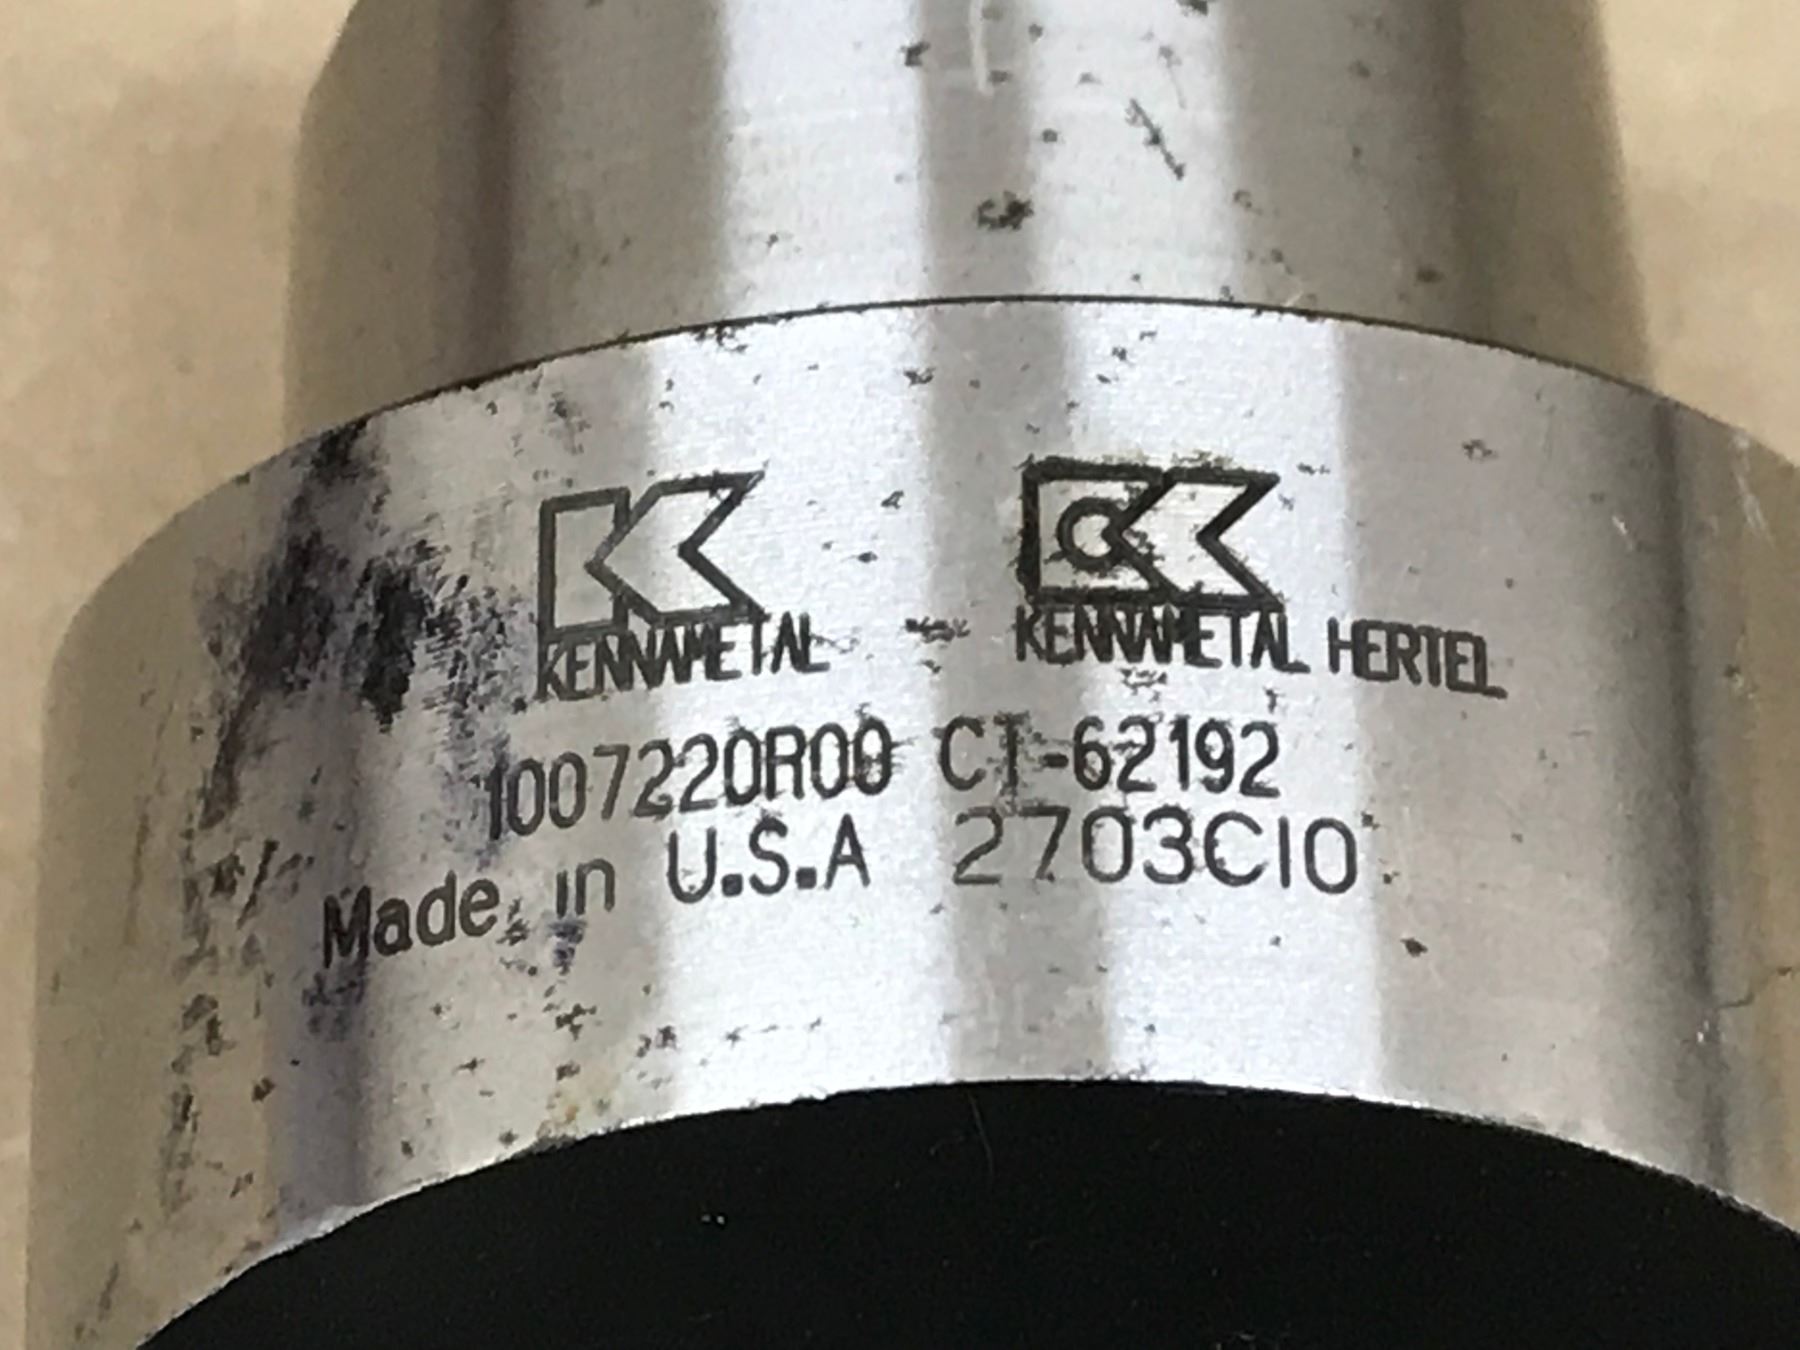 KENNAMETAL KENNAMETAL HERTEL
1007220R00 CT-62192
Made in U.S.A 2703C10